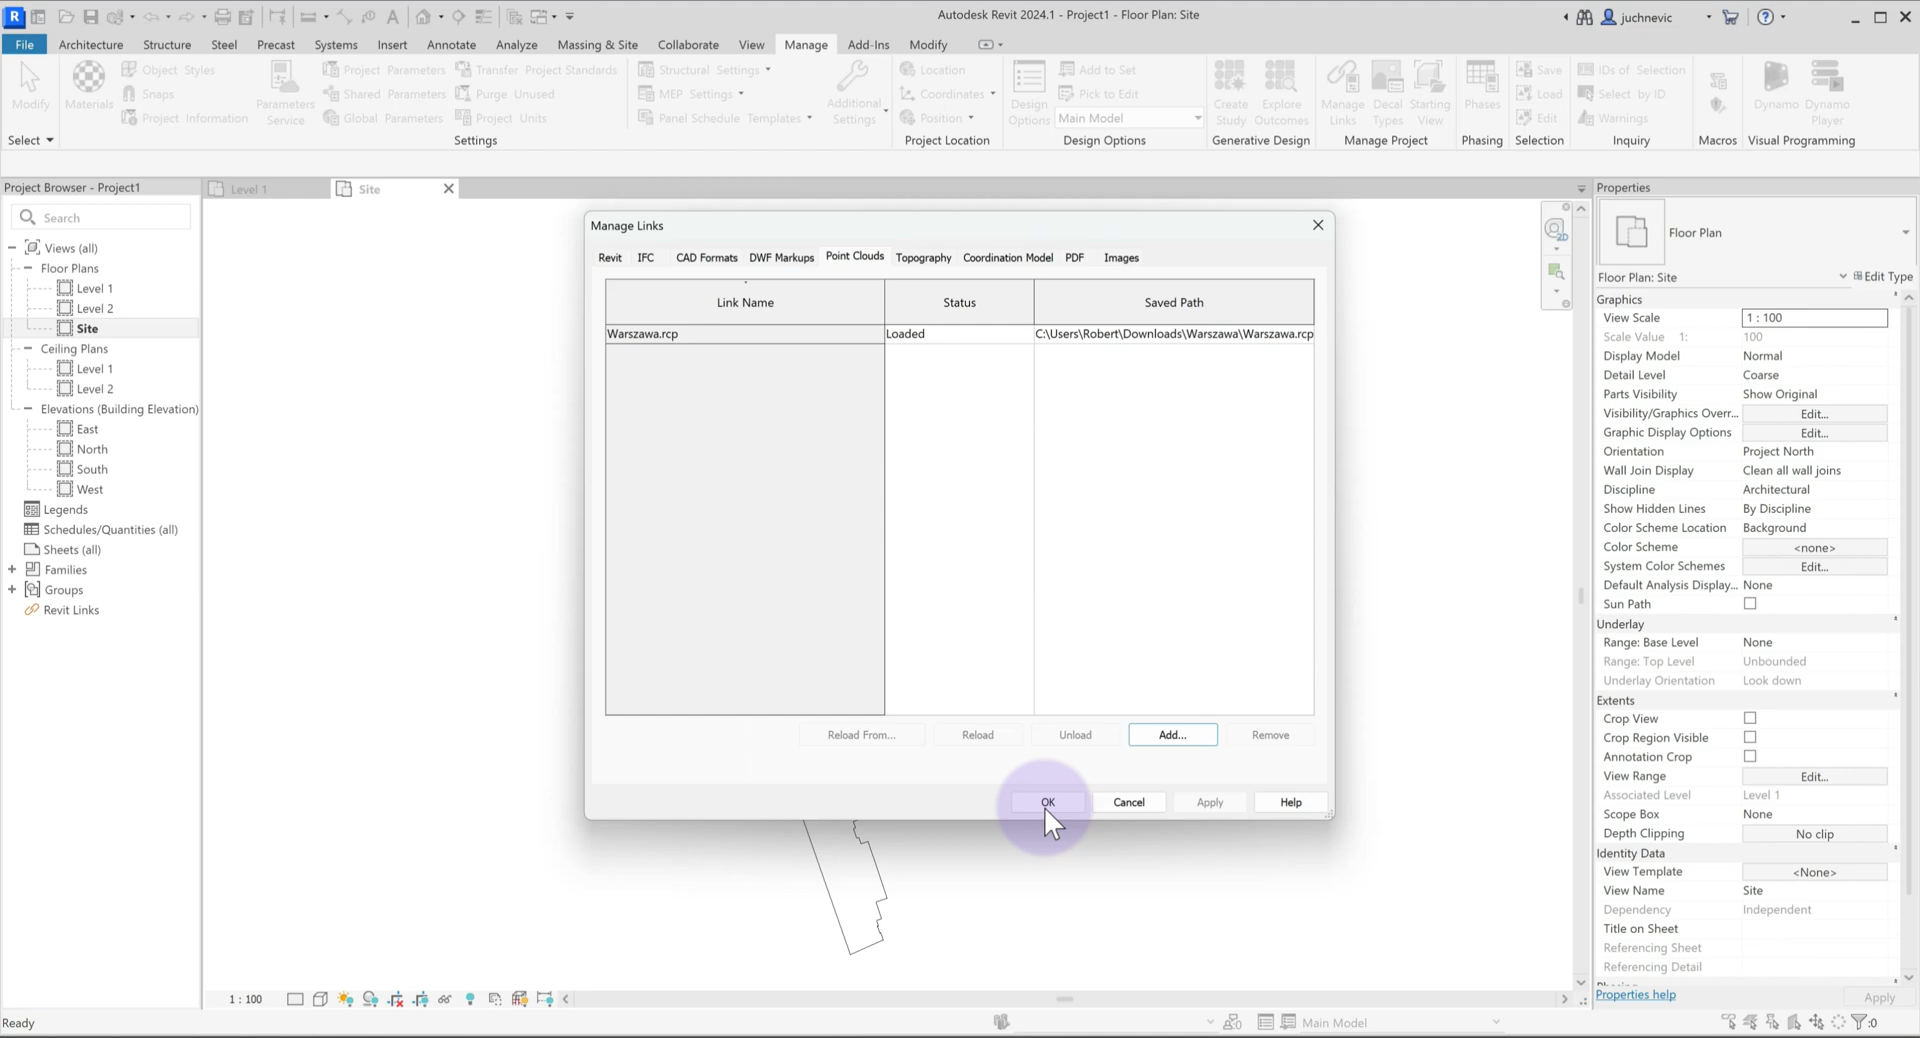 Autodesk Revit 2024.1 - Project1 - Floor Plan: Site
juchnevic
File
Architecture
Structure
Steel
Precast
Systems
Insert
Annotate
Analyze
Massing & Site
Collaborate
View
Manage
Add-Ins
Modify
Modify
Materials
Object Styles
Snaps
Project Information
Parameters
Service
Project Parameters
Shared Parameters
Global Parameters
Transfer Project Standards
Purge Unused
Project Units
Structural Settings
MEP Settings
Panel Schedule Templates
Additional
Settings
Location
Coordinates
Position
Design
Options
Add to Set
Pick to Edit
Main Model
Create
Study
Explore
Outcomes
Manage
Links
Decal
Types
Starting
View
Phases
Save
Load
Edit
IDs of Selection
Select by ID
Warnings
Dynamo
Dynamo
Player
Select
Settings
Project Location
Design Options
Generative Design
Manage Project
Phasing
Selection
Inquiry
Macros
Visual Programming
Project Browser - Project1
Search
Views (all)
Floor Plans
Level 1
Level 2
Site
Ceiling Plans
Level 1
Level 2
Elevations (Building Elevation)
East
North
South
West
Legends
Schedules/Quantities (all)
Sheets (all)
Families
Groups
Revit Links
Level 1
Site
Manage Links
Revit
IFC
CAD Formats
DWF Markups
Point Clouds
Topography
Coordination Model
PDF
Images
Link Name
Status
Saved Path
Warszawa.rcp
Loaded
C:\Users\Robert\Downloads\Warszawa\Warszawa.rcp
Reload From...
Reload
Unload
Add...
Remove
OK
Cancel
Apply
Help
2D
Properties
Floor Plan
Floor Plan: Site
Edit Type
Graphics
View Scale 1 : 100
Scale Value 1: 100
Display Model Normal
Detail Level Coarse
Parts Visibility Show Original
Visibility/Graphics Overr... Edit...
Graphic Display Options Edit...
Orientation Project North
Wall Join Display Clean all wall joins
Discipline Architectural
Show Hidden Lines By Discipline
Color Scheme Location Background
Color Scheme <none>
System Color Schemes Edit...
Default Analysis Display... None
Sun Path
Underlay
Range: Base Level None
Range: Top Level Unbounded
Underlay Orientation Look down
Extents
Crop View
Crop Region Visible
Annotation Crop
View Range Edit...
Associated Level Level 1
Scope Box None
Depth Clipping No clip
Identity Data
View Template <None>
View Name Site
Dependency Independent
Title on Sheet
Referencing Sheet
Referencing Detail
Properties help
Apply
1 : 100
Ready
Main Model
:0